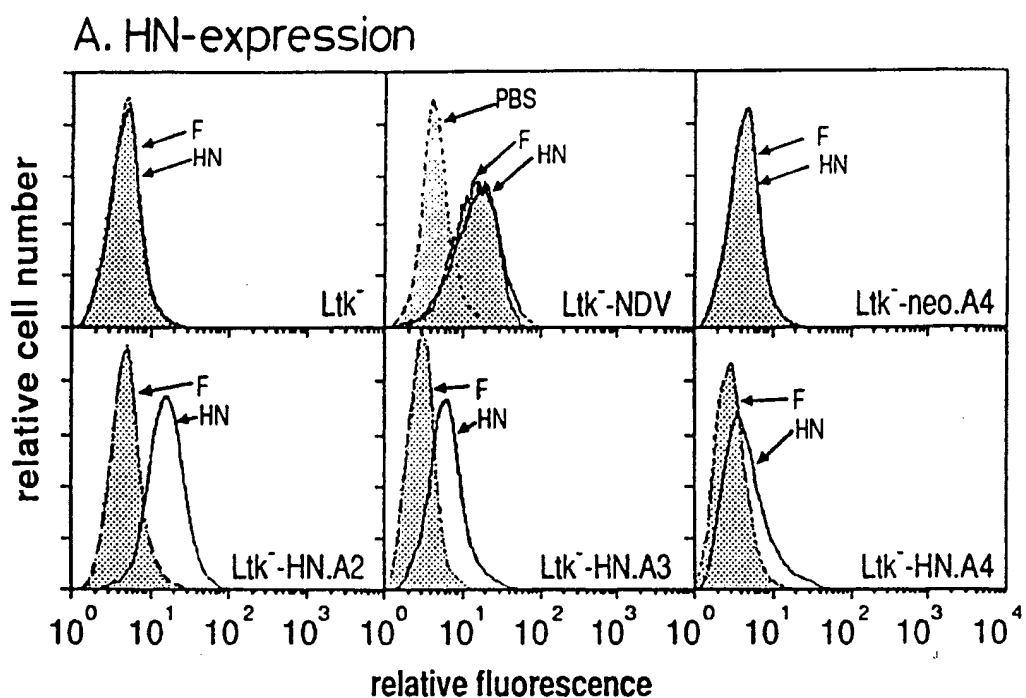 A. HN-expression
relative cell number
F
HN
Ltk⁻
PBS
F
HN
Ltk⁻-NDV
F
HN
Ltk⁻-neo.A4
F
HN
Ltk⁻-HN.A2
F
HN
Ltk⁻-HN.A3
F
HN
Ltk⁻-HN.A4
10⁰ 10¹ 10² 10³ 10⁰ 10¹ 10² 10³ 10⁰ 10¹ 10² 10³ 10⁴
relative fluorescence